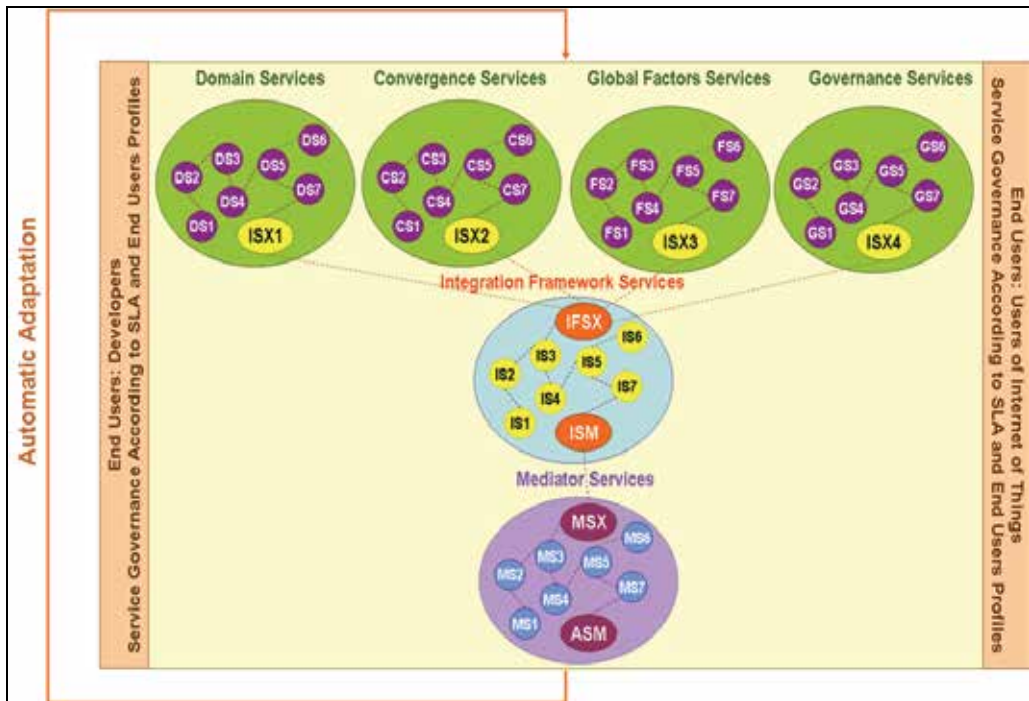 Automatic Adaptation
End Users: Developers
Service Governance According to SLA and End Users Profiles
Domain Services
Convergence Services
Global Factors Services
Governance Services
DS1
DS2
DS3
DS4
DS5
DS6
DS7
ISX1
CS1
CS2
CS3
CS4
CS5
CS6
CS7
ISX2
FS1
FS2
FS3
FS4
FS5
FS6
FS7
ISX3
GS1
GS2
GS3
GS4
GS5
GS6
GS7
ISX4
Integration Framework Services
IFSX
IS1
IS2
IS3
IS4
IS5
IS6
IS7
ISM
Mediator Services
MSX
MS1
MS2
MS3
MS4
MS5
MS6
MS7
ASM
End Users: Users of Internet of Things
Service Governance According to SLA and End Users Profiles